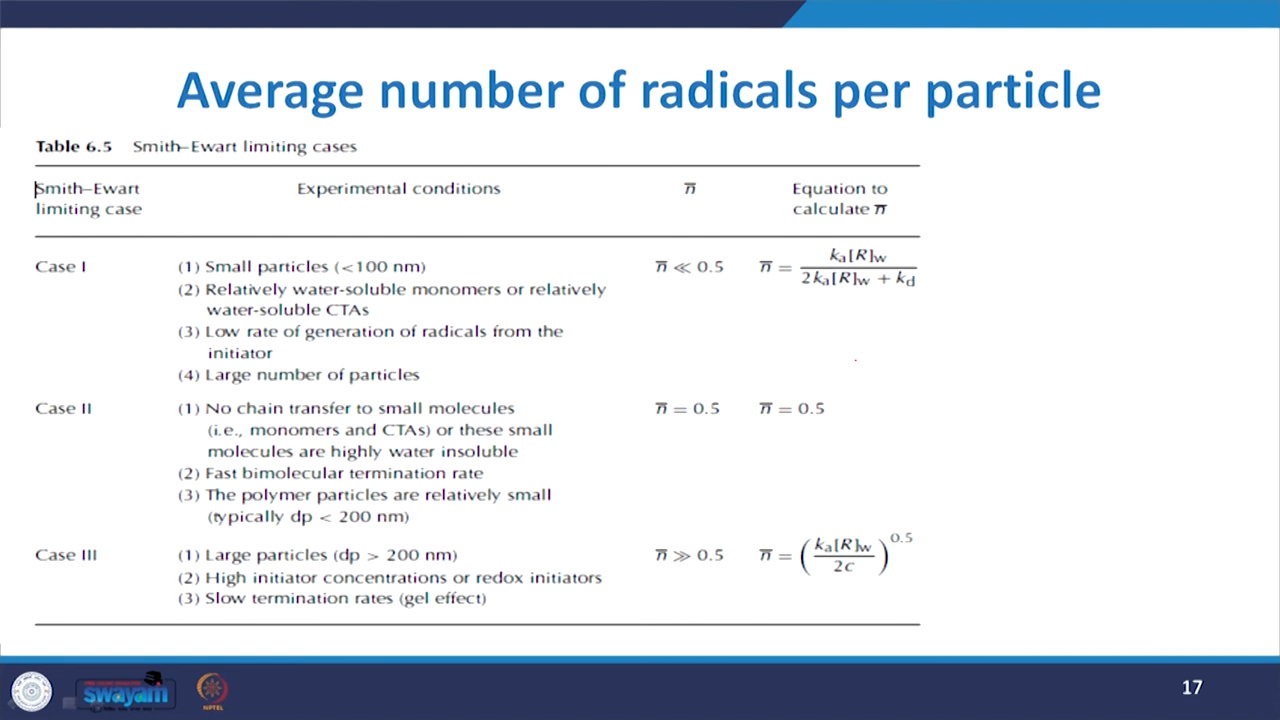 Average number of radicals per particle
Table 6.5 Smith–Ewart limiting cases
Smith–Ewart limiting case Experimental conditions n̅ Equation to calculate n̅
Case I (1) Small particles (<100 nm) n̅ ≪ 0.5 n̅ = kₐ[R]w / (2kₐ[R]w + k_d)
(2) Relatively water-soluble monomers or relatively
water-soluble CTAs
(3) Low rate of generation of radicals from the
initiator
(4) Large number of particles
Case II (1) No chain transfer to small molecules n̅ = 0.5 n̅ = 0.5
(i.e., monomers and CTAs) or these small
molecules are highly water insoluble
(2) Fast bimolecular termination rate
(3) The polymer particles are relatively small
(typically dp < 200 nm)
Case III (1) Large particles (dp > 200 nm) n̅ ≫ 0.5 n̅ = (kₐ[R]w / 2c)^0.5
(2) High initiator concentrations or redox initiators
(3) Slow termination rates (gel effect)
swayam
NPTEL
17